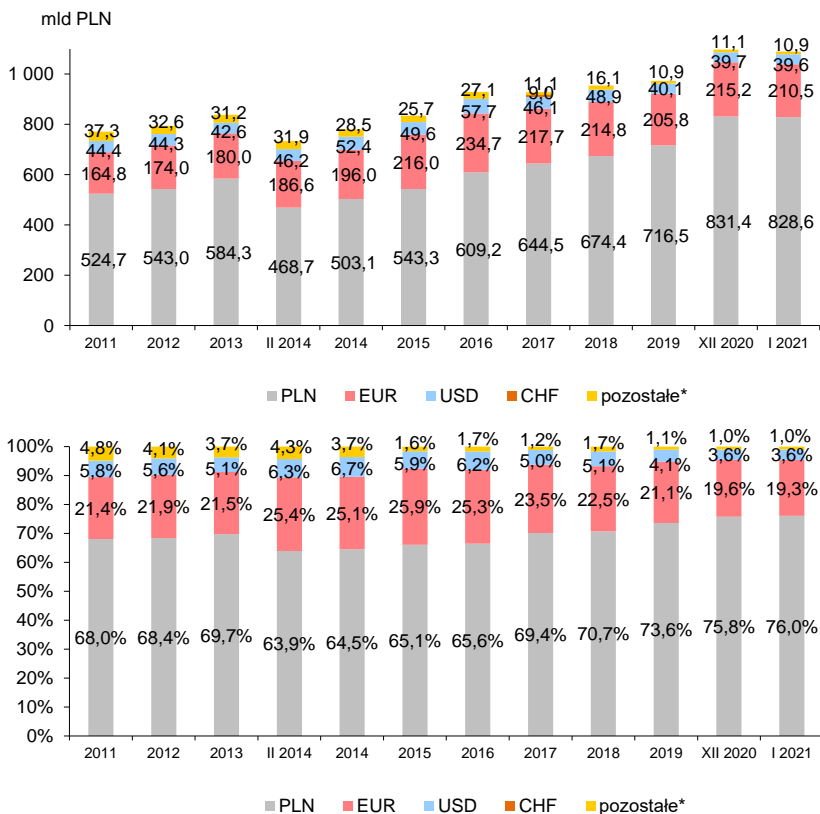 mld PLN
1 000
800
600
400
200
0
37,3 32,6 31,2 31,9 28,5 25,7 27,1 11,1 9,0 16,1 10,9 11,1 10,9
44,4 44,3 42,6 46,2 52,4 49,6 57,7 46,1 48,9 40,1 39,7 39,6
164,8 174,0 180,0 186,6 196,0 216,0 234,7 217,7 214,8 205,8 215,2 210,5
524,7 543,0 584,3 468,7 503,1 543,3 609,2 644,5 674,4 716,5 831,4 828,6
2011 2012 2013 II 2014 2014 2015 2016 2017 2018 2019 XII 2020 I 2021
PLN EUR USD CHF pozostałe*
100%
90%
80%
70%
60%
50%
40%
30%
20%
10%
0%
4,8% 4,1% 3,7% 4,3% 3,7% 1,6% 1,7% 1,2% 1,7% 1,1% 1,0% 1,0%
5,8% 5,6% 5,1% 6,3% 6,7% 5,9% 6,2% 5,0% 5,1% 4,1% 3,6% 3,6%
21,4% 21,9% 21,5% 25,4% 25,1% 25,9% 25,3% 23,5% 22,5% 21,1% 19,6% 19,3%
68,0% 68,4% 69,7% 63,9% 64,5% 65,1% 65,6% 69,4% 70,7% 73,6% 75,8% 76,0%
2011 2012 2013 II 2014 2014 2015 2016 2017 2018 2019 XII 2020 I 2021
PLN EUR USD CHF pozostałe*